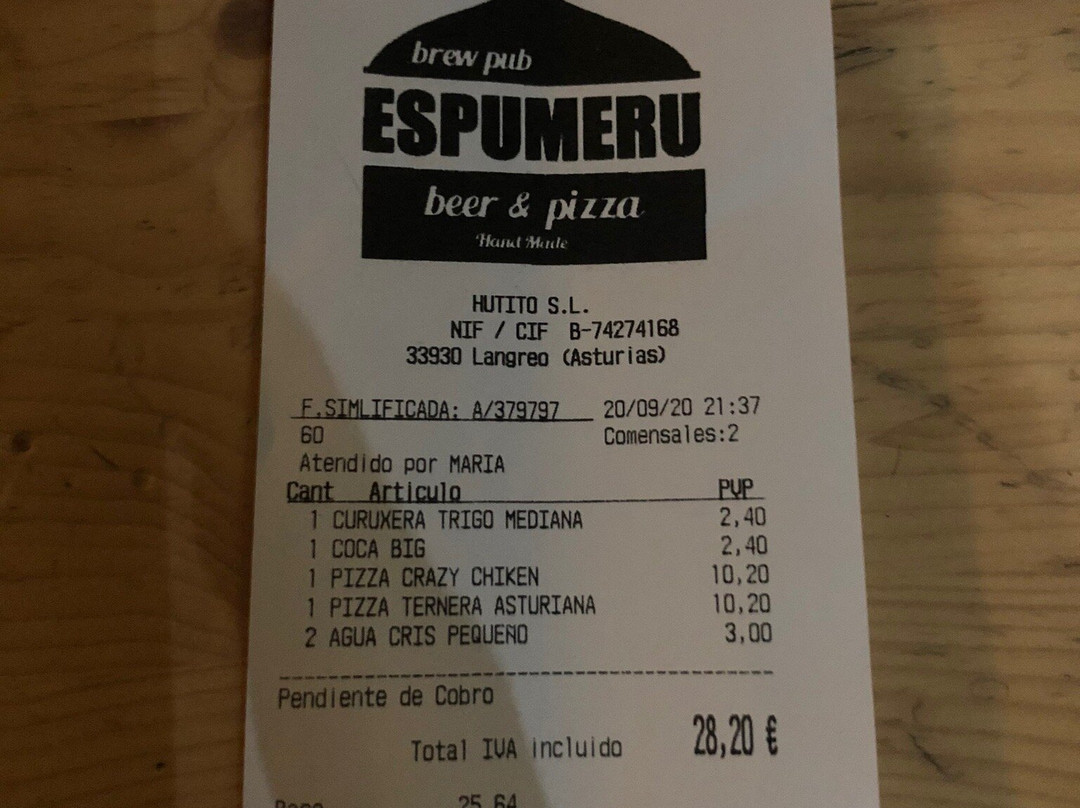 brew pub
ESPUMERU
beer & pizza
Hand Made
HUTITO S.L.
NIF / CIF B-74274168
33930 Langreo (Asturias)
F.SIMLIFICADA: A/379797 20/09/20 21:37
60 Comensales:2
Atendido por MARIA
Cant Articulo PVP
1 CURUXERA TRIGO MEDIANA 2,40
1 COCA BIG 2,40
1 PIZZA CRAZY CHIKEN 10,20
1 PIZZA TERNERA ASTURIANA 10,20
2 AGUA CRIS PEQUEÑO 3,00
Pendiente de Cobro
Total IVA incluido 28,20 €
25,64